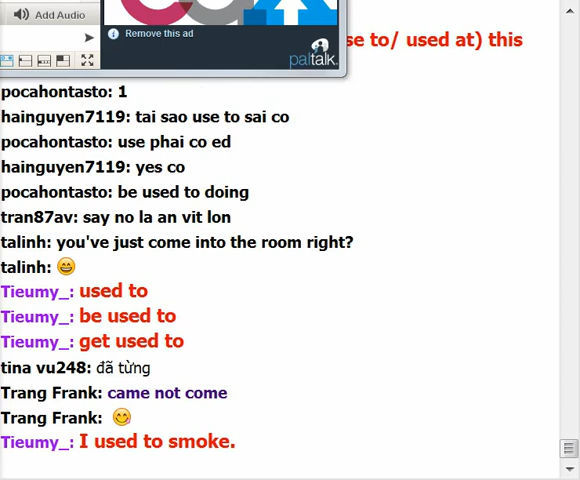 Add Audio
Remove this ad
paltalk.
se to/ used at) this
pocahontasto: 1
hainguyen7119: tai sao use to sai co
pocahontasto: use phai co ed
hainguyen7119: yes co
pocahontasto: be used to doing
tran87av: say no la an vit lon
talinh: you've just come into the room right?
talinh: 😄
Tieumy_: used to
Tieumy_: be used to
Tieumy_: get used to
tina vu248: đã từng
Trang Frank: came not come
Trang Frank: 😋
Tieumy_: I used to smoke.